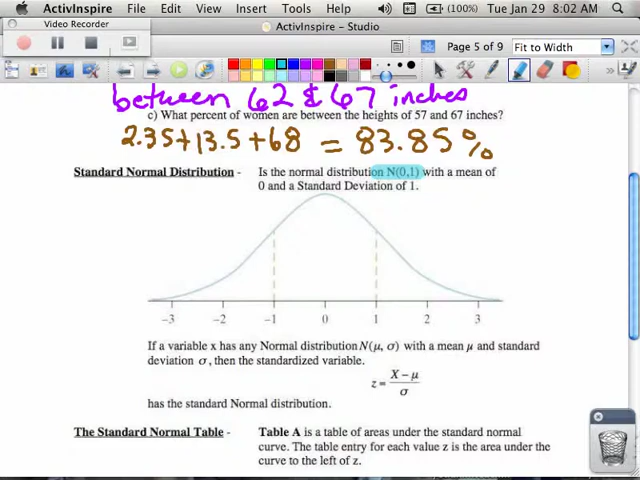 ActivInspire File Edit View Insert Tools Help (100%) Tue Jan 29 8:02 AM
Video Recorder
ActivInspire - Studio
Page 5 of 9 Fit to Width
between 62 & 67 inches
c) What percent of women are between the heights of 57 and 67 inches?
2.35+13.5+68 = 83.85%
Standard Normal Distribution - Is the normal distribution N(0,1) with a mean of
0 and a Standard Deviation of 1.
−3 −2 −1 0 1 2 3
If a variable x has any Normal distribution N(μ, σ) with a mean μ and standard
deviation σ, then the standardized variable.
z = X − μ / σ
has the standard Normal distribution.
The Standard Normal Table - Table A is a table of areas under the standard normal
curve. The table entry for each value z is the area under the
curve to the left of z.